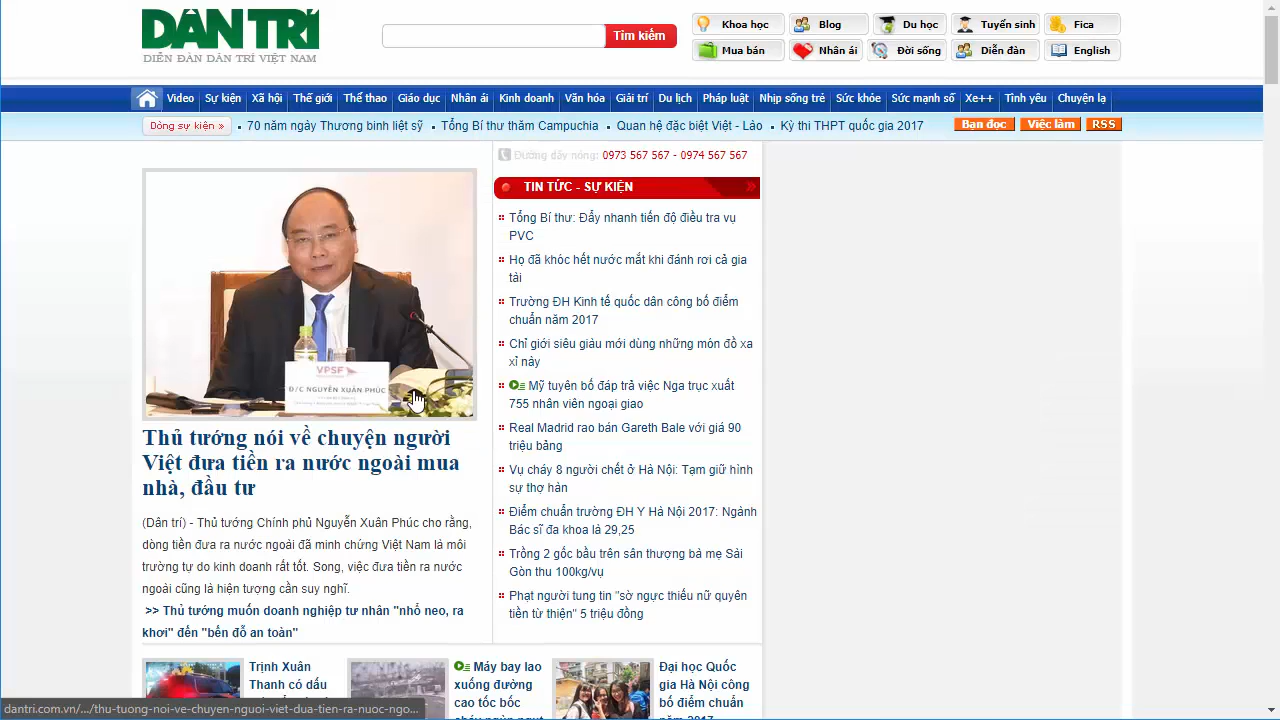 DÂN TRÍ
DIỄN ĐÀN DÂN TRÍ VIỆT NAM
Tìm kiếm
Khoa học
Blog
Du học
Tuyển sinh
Fica
Mua bán
Nhân ái
Đời sống
Diễn đàn
English
Video
Sự kiện
Xã hội
Thế giới
Thể thao
Giáo dục
Nhân ái
Kinh doanh
Văn hóa
Giải trí
Du lịch
Pháp luật
Nhịp sống trẻ
Sức khỏe
Sức mạnh số
Xe++
Tình yêu
Chuyện lạ
Dòng sự kiện »
70 năm ngày Thương binh liệt sỹ
Tổng Bí thư thăm Campuchia
Quan hệ đặc biệt Việt - Lào
Kỳ thi THPT quốc gia 2017
Bạn đọc
Việc làm
RSS
Đường dây nóng: 0973 567 567 - 0974 567 567
VPSF
Đ/C NGUYỄN XUÂN PHÚC
Thủ tướng nói về chuyện người
Việt đưa tiền ra nước ngoài mua
nhà, đầu tư
(Dân trí) - Thủ tướng Chính phủ Nguyễn Xuân Phúc cho rằng,
dòng tiền đưa ra nước ngoài đã minh chứng Việt Nam là môi
trường tự do kinh doanh rất tốt. Song, việc đưa tiền ra nước
ngoài cũng là hiện tượng cần suy nghĩ.
>> Thủ tướng muốn doanh nghiệp tư nhân "nhổ neo, ra
khơi" đến "bến đỗ an toàn"
TIN TỨC - SỰ KIỆN
Tổng Bí thư: Đẩy nhanh tiến độ điều tra vụ
PVC
Họ đã khóc hết nước mắt khi đánh rơi cả gia
tài
Trường ĐH Kinh tế quốc dân công bố điểm
chuẩn năm 2017
Chỉ giới siêu giàu mới dùng những món đồ xa
xỉ này
Mỹ tuyên bố đáp trả việc Nga trục xuất
755 nhân viên ngoại giao
Real Madrid rao bán Gareth Bale với giá 90
triệu bảng
Vụ cháy 8 người chết ở Hà Nội: Tạm giữ hình
sự thợ hàn
Điểm chuẩn trường ĐH Y Hà Nội 2017: Ngành
Bác sĩ đa khoa là 29,25
Trồng 2 gốc bầu trên sân thượng bà mẹ Sài
Gòn thu 100kg/vụ
Phạt người tung tin "sờ ngực thiếu nữ quyên
tiền từ thiện" 5 triệu đồng
Trịnh Xuân
Thanh có dấu
Máy bay lao
xuống đường
cao tốc bốc
Đại học Quốc
gia Hà Nội công
bố điểm chuẩn
năm 2017
dantri.com.vn/.../thu-tuong-noi-ve-chuyen-nguoi-viet-dua-tien-ra-nuoc-ngo...